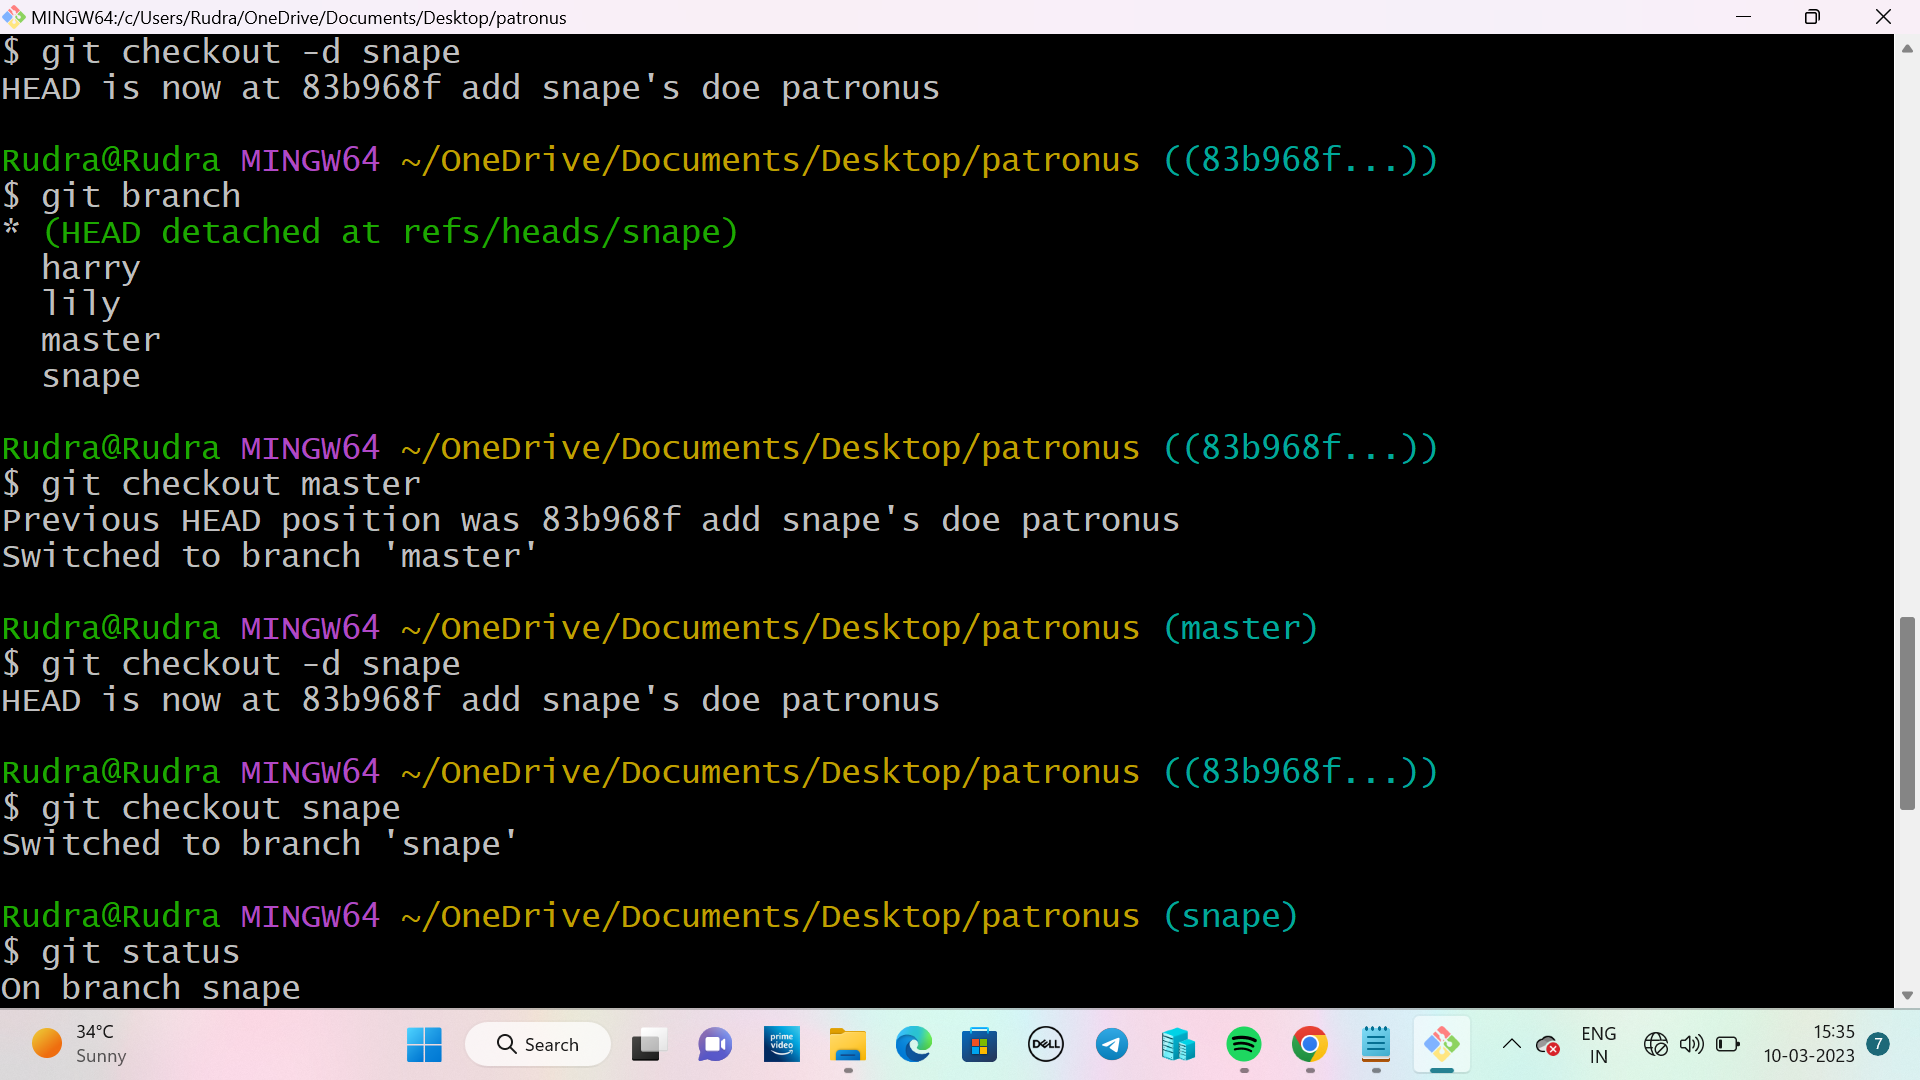 MINGW64:/c/Users/Rudra/OneDrive/Documents/Desktop/patronus
$ git checkout -d snape
HEAD is now at 83b968f add snape's doe patronus
Rudra@Rudra MINGW64 ~/OneDrive/Documents/Desktop/patronus ((83b968f...))
$ git branch
* (HEAD detached at refs/heads/snape)
harry
lily
master
snape
Rudra@Rudra MINGW64 ~/OneDrive/Documents/Desktop/patronus ((83b968f...))
$ git checkout master
Previous HEAD position was 83b968f add snape's doe patronus
Switched to branch 'master'
Rudra@Rudra MINGW64 ~/OneDrive/Documents/Desktop/patronus (master)
$ git checkout -d snape
HEAD is now at 83b968f add snape's doe patronus
Rudra@Rudra MINGW64 ~/OneDrive/Documents/Desktop/patronus ((83b968f...))
$ git checkout snape
Switched to branch 'snape'
Rudra@Rudra MINGW64 ~/OneDrive/Documents/Desktop/patronus (snape)
$ git status
On branch snape
34°C
Sunny
Search
prime video
DELL
ENG
IN
15:35
10-03-2023
7